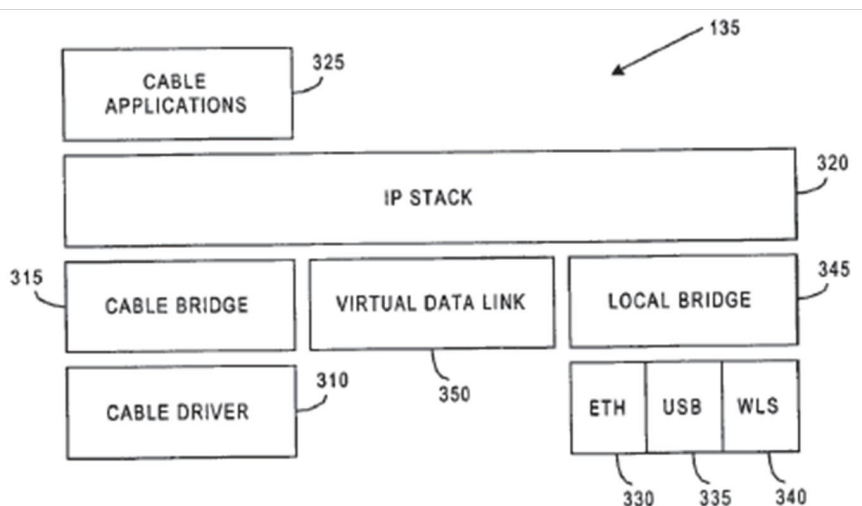 135
CABLE
APPLICATIONS
325
IP STACK
320
315
CABLE BRIDGE
VIRTUAL DATA LINK
LOCAL BRIDGE
345
CABLE DRIVER
310
350
ETH
USB
WLS
330
335
340